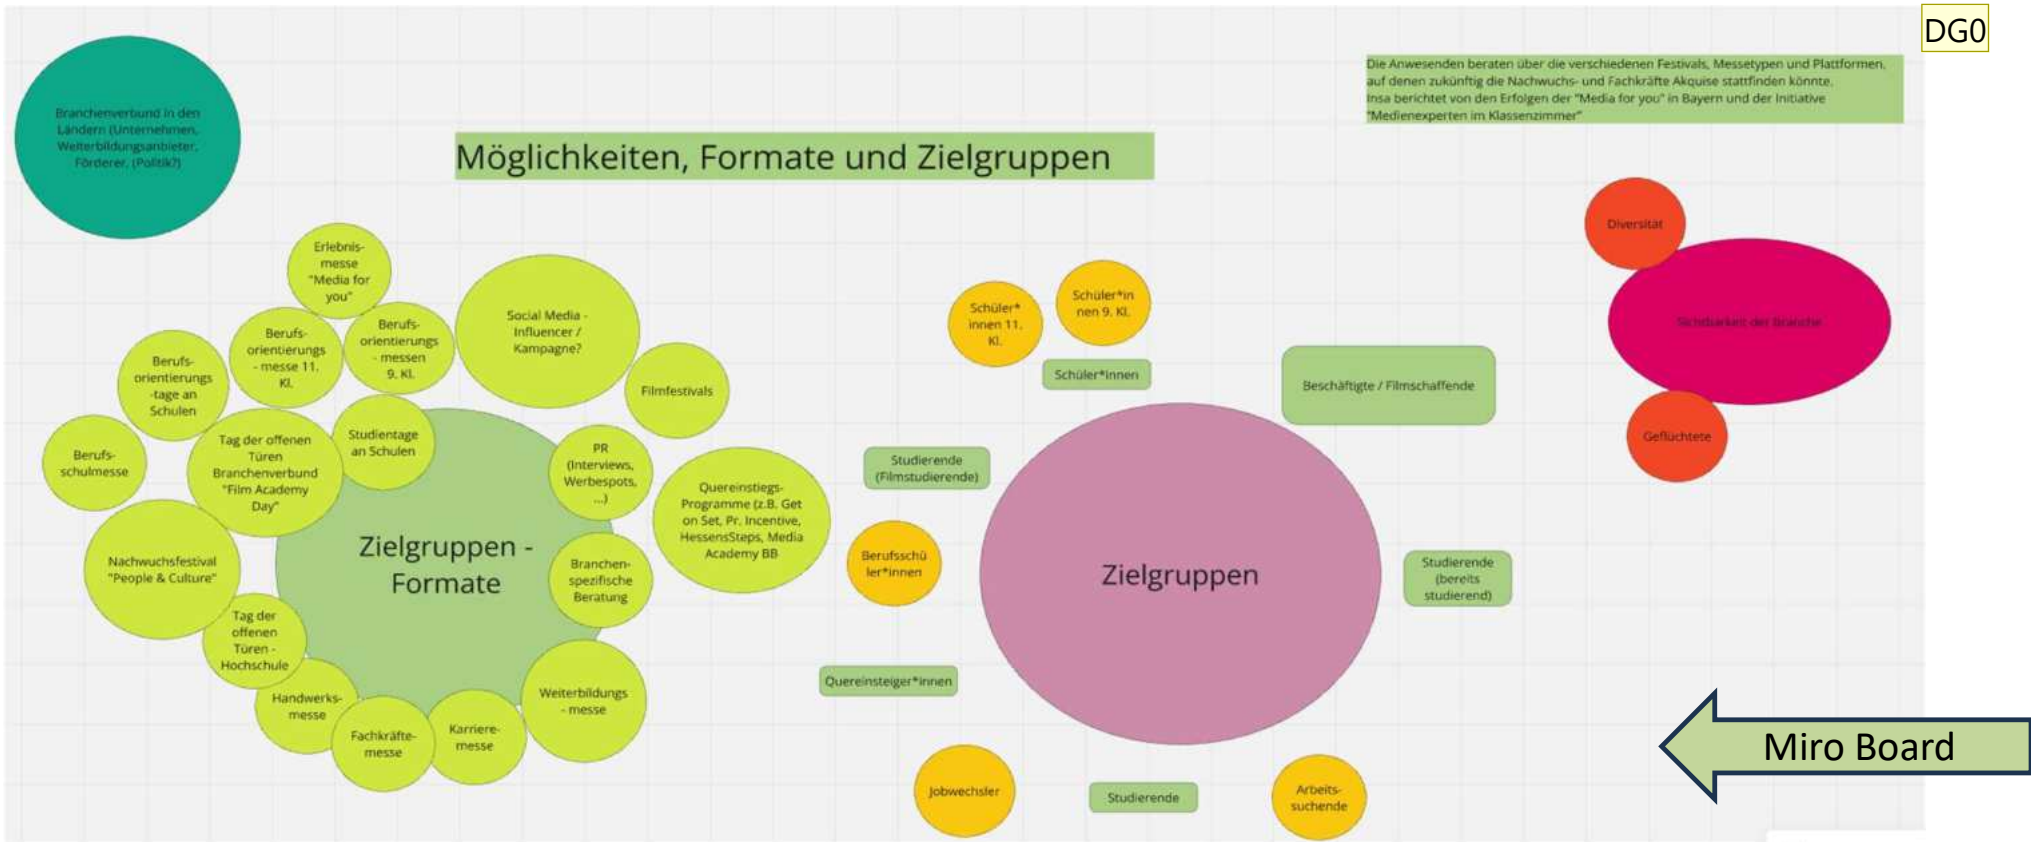 DG0
Die Anwesenden beraten über die verschiedenen Festivals, Messetypen und Plattformen,
auf denen zukünftig die Nachwuchs- und Fachkräfte Akquise stattfinden könnte.
Insa berichtet von den Erfolgen der "Media for you" in Bayern und der Initiative
"Medienexperten im Klassenzimmer"
Branchenverbund in den
Ländern (Unternehmen,
Weiterbildungsanbieter,
Förderer, (Politik?)
Möglichkeiten, Formate und Zielgruppen
Erlebnis-
messe
"Media for
you"
Berufs-
orientierungs
- messe 11.
Kl.
Berufs-
orientierungs
- messen
9. Kl.
Social Media -
Influencer /
Kampagne?
Filmfestivals
Berufs-
orientierungs
-tage an
Schulen
Berufs-
schulmesse
Tag der offenen
Türen
Branchenverbund
"Film Academy
Day"
Studientage
an Schulen
PR
(Interviews,
Werbespots,
...)
Quereinstiegs-
Programme (z.B. Get
on Set, Pr. Incentive,
HessensSteps, Media
Academy BB
Nachwuchsfestival
"People & Culture"
Zielgruppen -
Formate
Branchen-
spezifische
Beratung
Tag der
offenen
Türen -
Hochschule
Handwerks-
messe
Fachkräfte-
messe
Karriere-
messe
Weiterbildungs
- messe
Schüler*
innen 11.
Kl.
Schüler*in
nen 9. Kl.
Schüler*innen
Beschäftigte / Filmschaffende
Studierende
(Filmstudierende)
Berufsschü
ler*innen
Zielgruppen
Studierende
(bereits
studierend)
Quereinsteiger*innen
Jobwechsler
Studierende
Arbeits-
suchende
Diversität
Sichtbarkeit der Branche
Geflüchtete
Miro Board